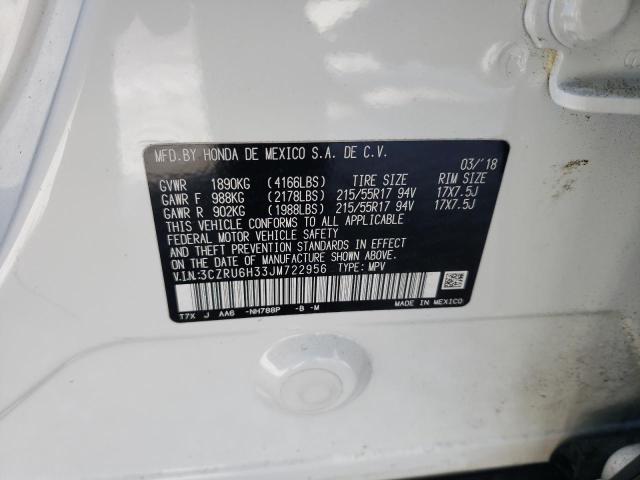 MFD.BY HONDA DE MEXICO S.A. DE C.V.
03/'18
GVWR 1890KG (4166LBS) TIRE SIZE RIM SIZE
GAWR F 988KG (2178LBS) 215/55R17 94V 17X7.5J
GAWR R 902KG (1988LBS) 215/55R17 94V 17X7.5J
THIS VEHICLE CONFORMS TO ALL APPLICABLE
FEDERAL MOTOR VEHICLE SAFETY
AND THEFT PREVENTION STANDARDS IN EFFECT
ON THE DATE OF MANUFACTURE SHOWN ABOVE.
V.I.N:3CZRU6H33JM722956 TYPE: MPV
T7X J AA6 -NH788P -B -M
MADE IN MEXICO